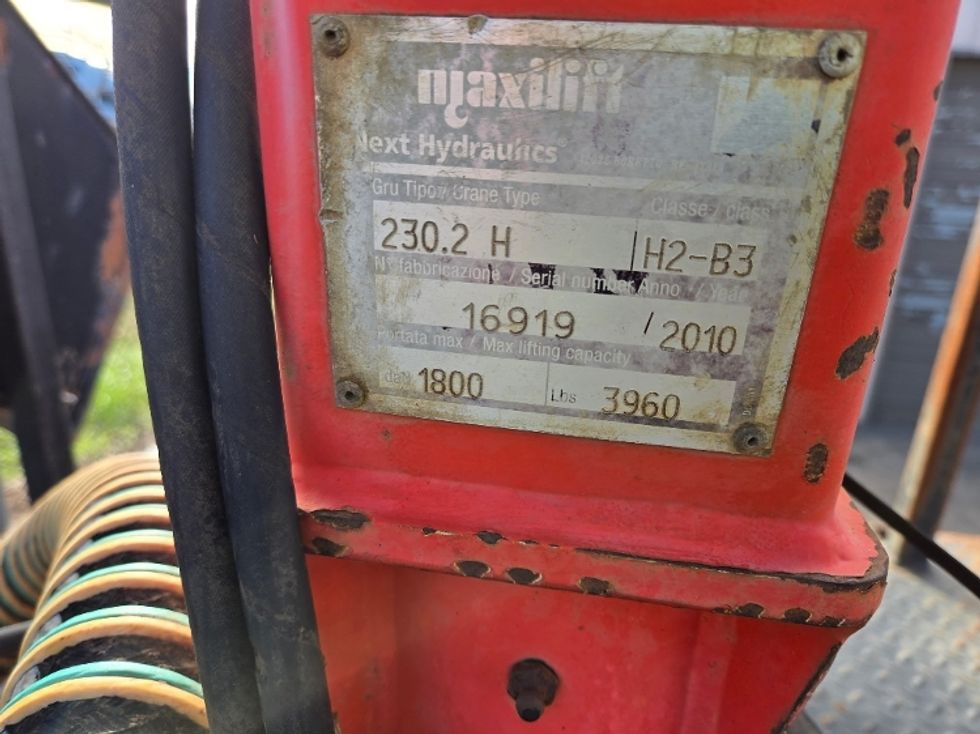 maxilift
Next Hydraulics®
Gru Tipo / Crane Type Classe / class
230.2 H H2-B3
N° fabbricazione / Serial number Anno / Year
16919 / 2010
Portata max / Max lifting capacity
daN 1800 Lbs 3960